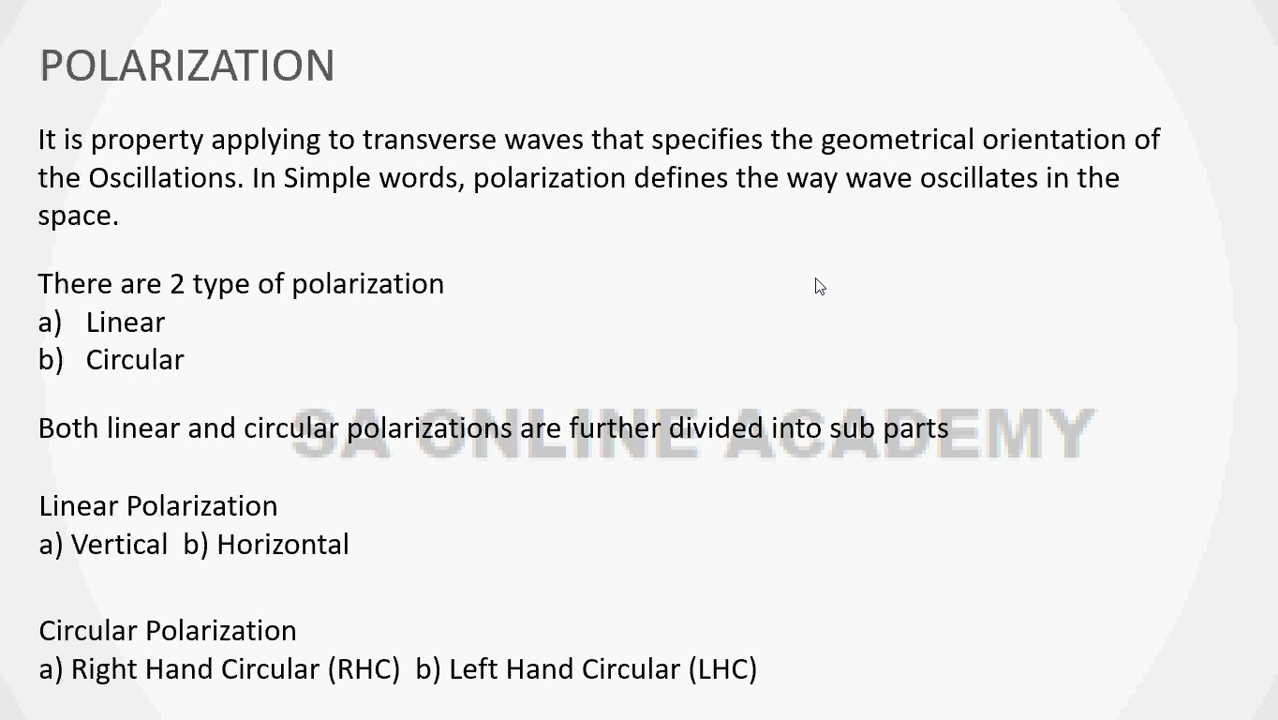 POLARIZATION
It is property applying to transverse waves that specifies the geometrical orientation of
the Oscillations. In Simple words, polarization defines the way wave oscillates in the
space.
There are 2 type of polarization
a) Linear
b) Circular
Both linear and circular polarizations are further divided into sub parts
SA ONLINE ACADEMY
Linear Polarization
a) Vertical b) Horizontal
Circular Polarization
a) Right Hand Circular (RHC) b) Left Hand Circular (LHC)